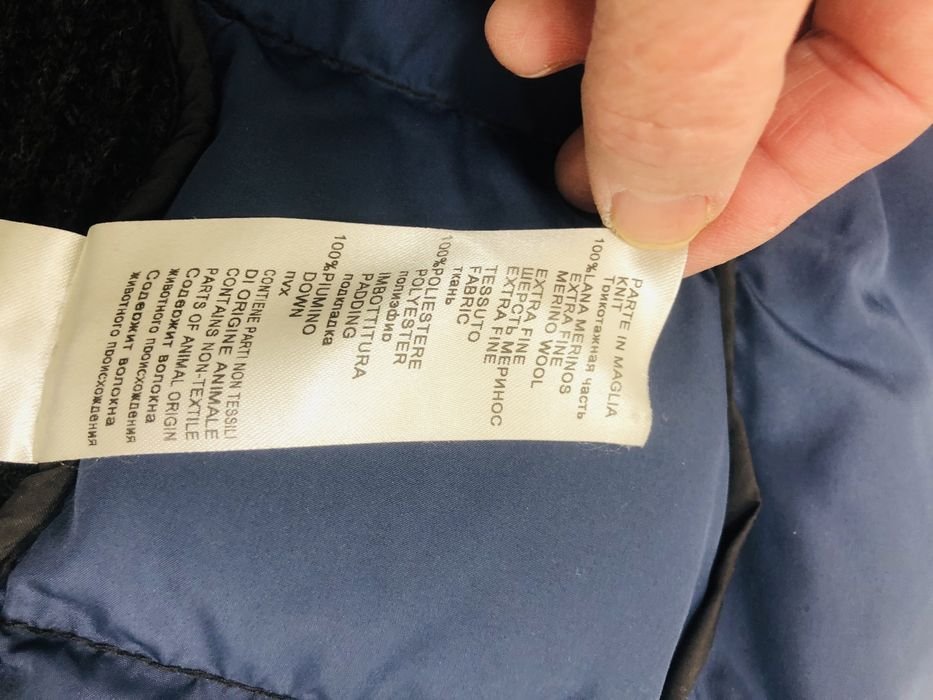 PARTE IN MAGLIA
KNIT
Трикотажная часть
100%LANA MERINOS
EXTRA FINE
MERINO WOOL
EXTRA FINE
ШЕРСТЬ МЕРИНОС
EXTRA FINE
TESSUTO
FABRIC
ткань
100%POLIESTERE
POLYESTER
полиэфир
IMBOTTITURA
PADDING
подкладка
100%PIUMINO
DOWN
пух
CONTIENE PARTI NON TESSILI
DI ORIGINE ANIMALE
CONTAINS NON-TEXTILE
PARTS OF ANIMAL ORIGIN
Содержит волокна
животного происхождения
Содержит волокна
животного происхождения